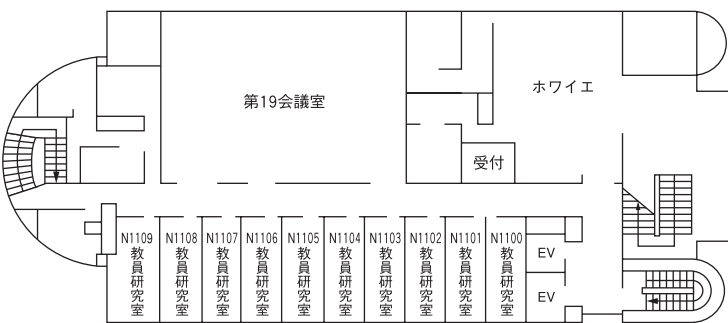 第19会議室
ホワイエ
受付
N1109
教員研究室
N1108
教員研究室
N1107
教員研究室
N1106
教員研究室
N1105
教員研究室
N1104
教員研究室
N1103
教員研究室
N1102
教員研究室
N1101
教員研究室
N1100
教員研究室
EV
EV